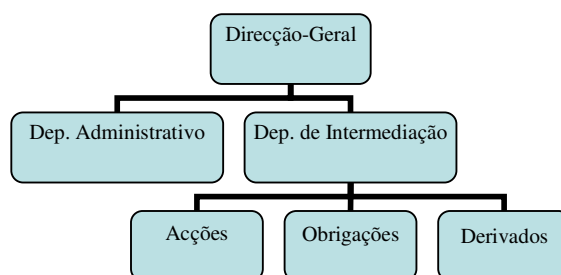 Direcção-Geral
Dep. Administrativo
Dep. de Intermediação
Acções
Obrigações
Derivados